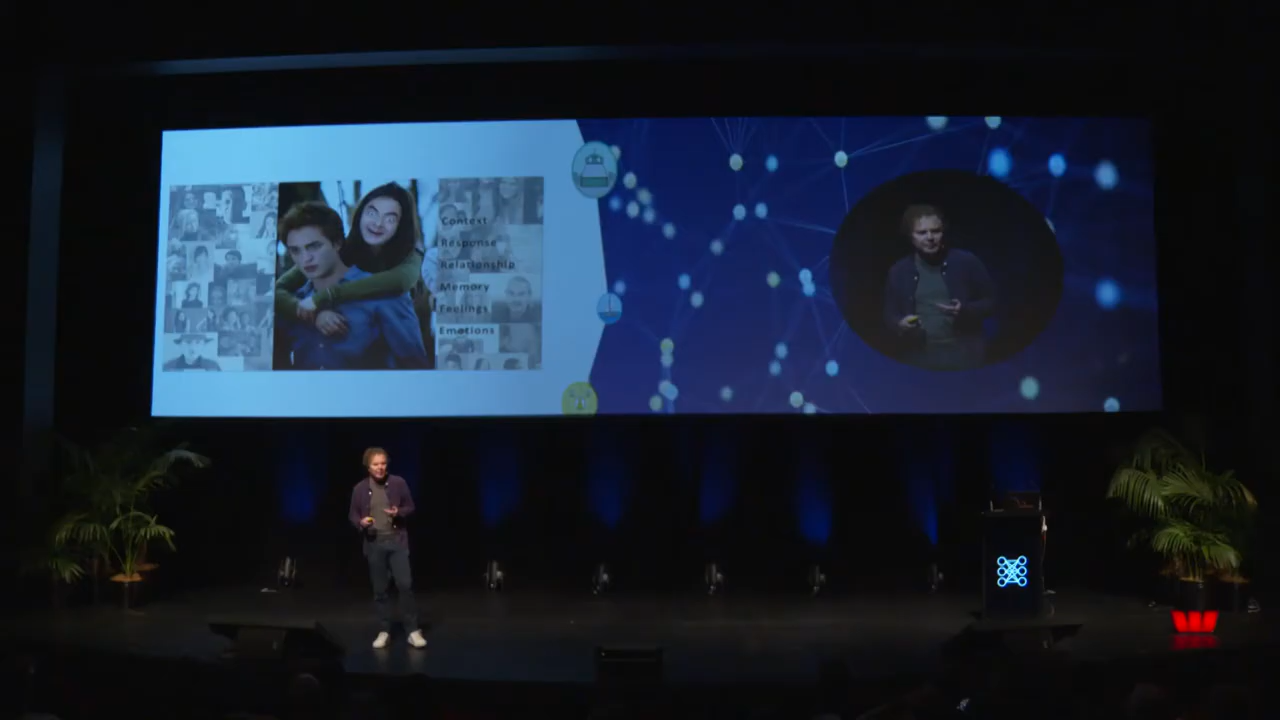 Context
Response
Relationship
Memory
Feelings
Emotions